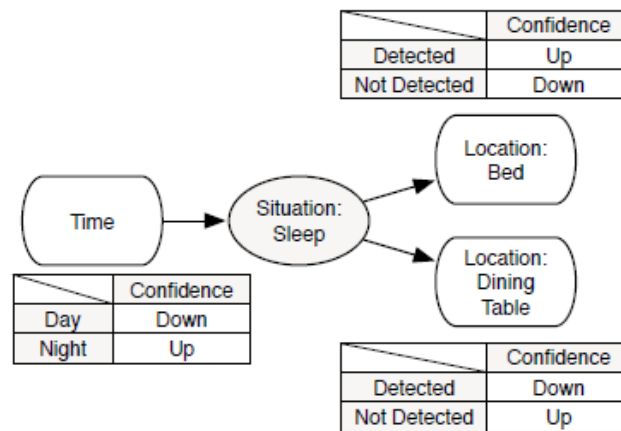 Confidence
Detected Up
Not Detected Down
Location:
Bed
Time
Situation:
Sleep
Location:
Dining
Table
Confidence
Day Down
Night Up
Confidence
Detected Down
Not Detected Up